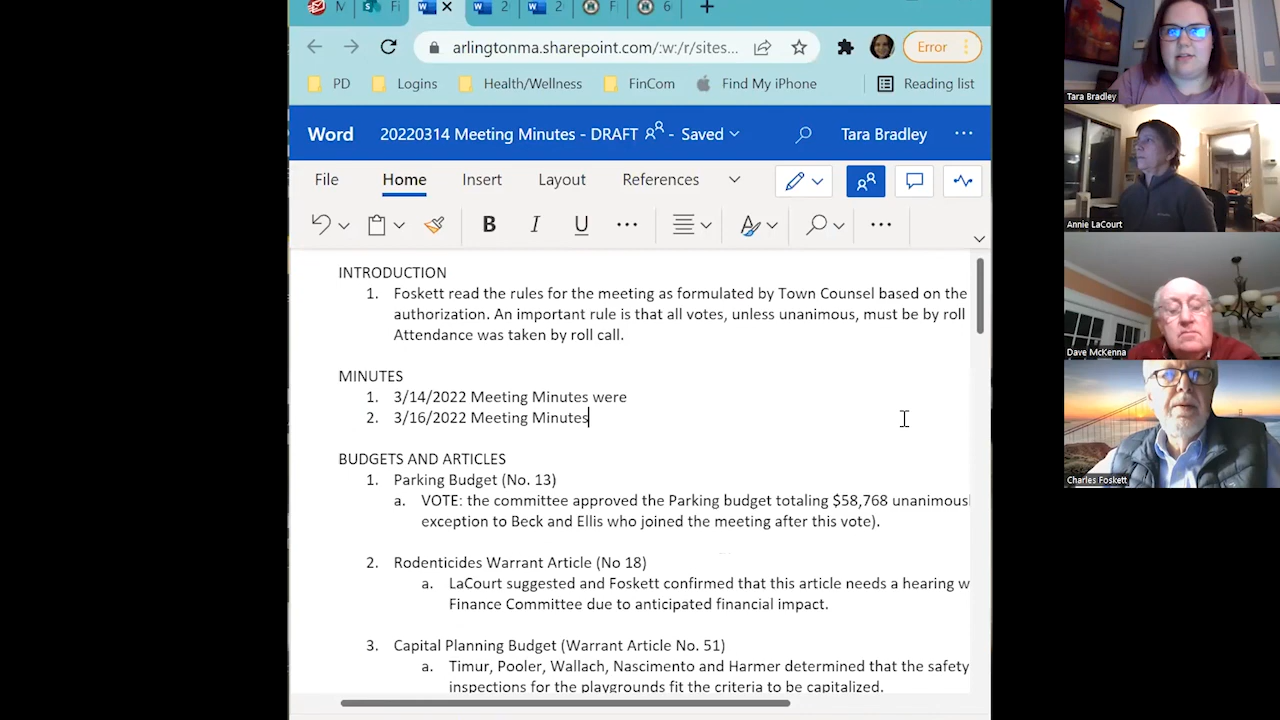 M
Fi
2
2
F
6
arlingtonma.sharepoint.com/:w:/r/sites...
Error
PD
Logins
Health/Wellness
FinCom
Find My iPhone
Reading list
Word
20220314 Meeting Minutes - DRAFT
- Saved
Tara Bradley
File
Home
Insert
Layout
References
B
I
U
INTRODUCTION
1. Foskett read the rules for the meeting as formulated by Town Counsel based on the
authorization. An important rule is that all votes, unless unanimous, must be by roll
Attendance was taken by roll call.
MINUTES
1. 3/14/2022 Meeting Minutes were
2. 3/16/2022 Meeting Minutes
BUDGETS AND ARTICLES
1. Parking Budget (No. 13)
a. VOTE: the committee approved the Parking budget totaling $58,768 unanimousl
exception to Beck and Ellis who joined the meeting after this vote).
2. Rodenticides Warrant Article (No 18)
a. LaCourt suggested and Foskett confirmed that this article needs a hearing w
Finance Committee due to anticipated financial impact.
3. Capital Planning Budget (Warrant Article No. 51)
a. Timur, Pooler, Wallach, Nascimento and Harmer determined that the safety
inspections for the playgrounds fit the criteria to be capitalized.
Tara Bradley
Annie LaCourt
Dave McKenna
Charles Foskett